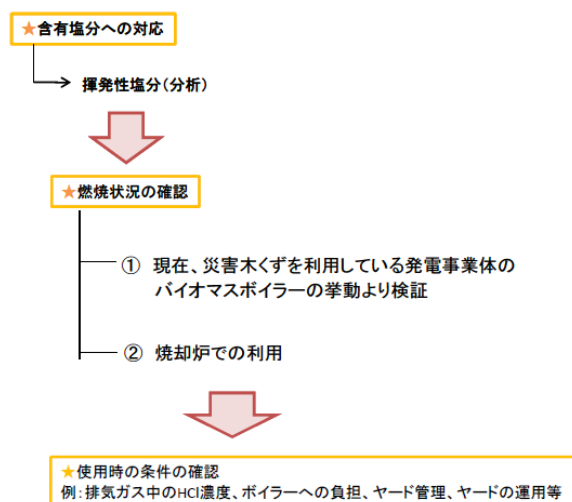 ★含有塩分への対応
揮発性塩分(分析)
★燃焼状況の確認
① 現在、災害木くずを利用している発電事業体の
バイオマスボイラーの挙動より検証
② 焼却炉での利用
★使用時の条件の確認
例:排気ガス中のHCl濃度、ボイラーへの負担、ヤード管理、ヤードの運用等